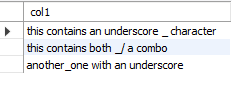 col1
this contains an underscore _ character
this contains both _/ a combo
another_one with an underscore